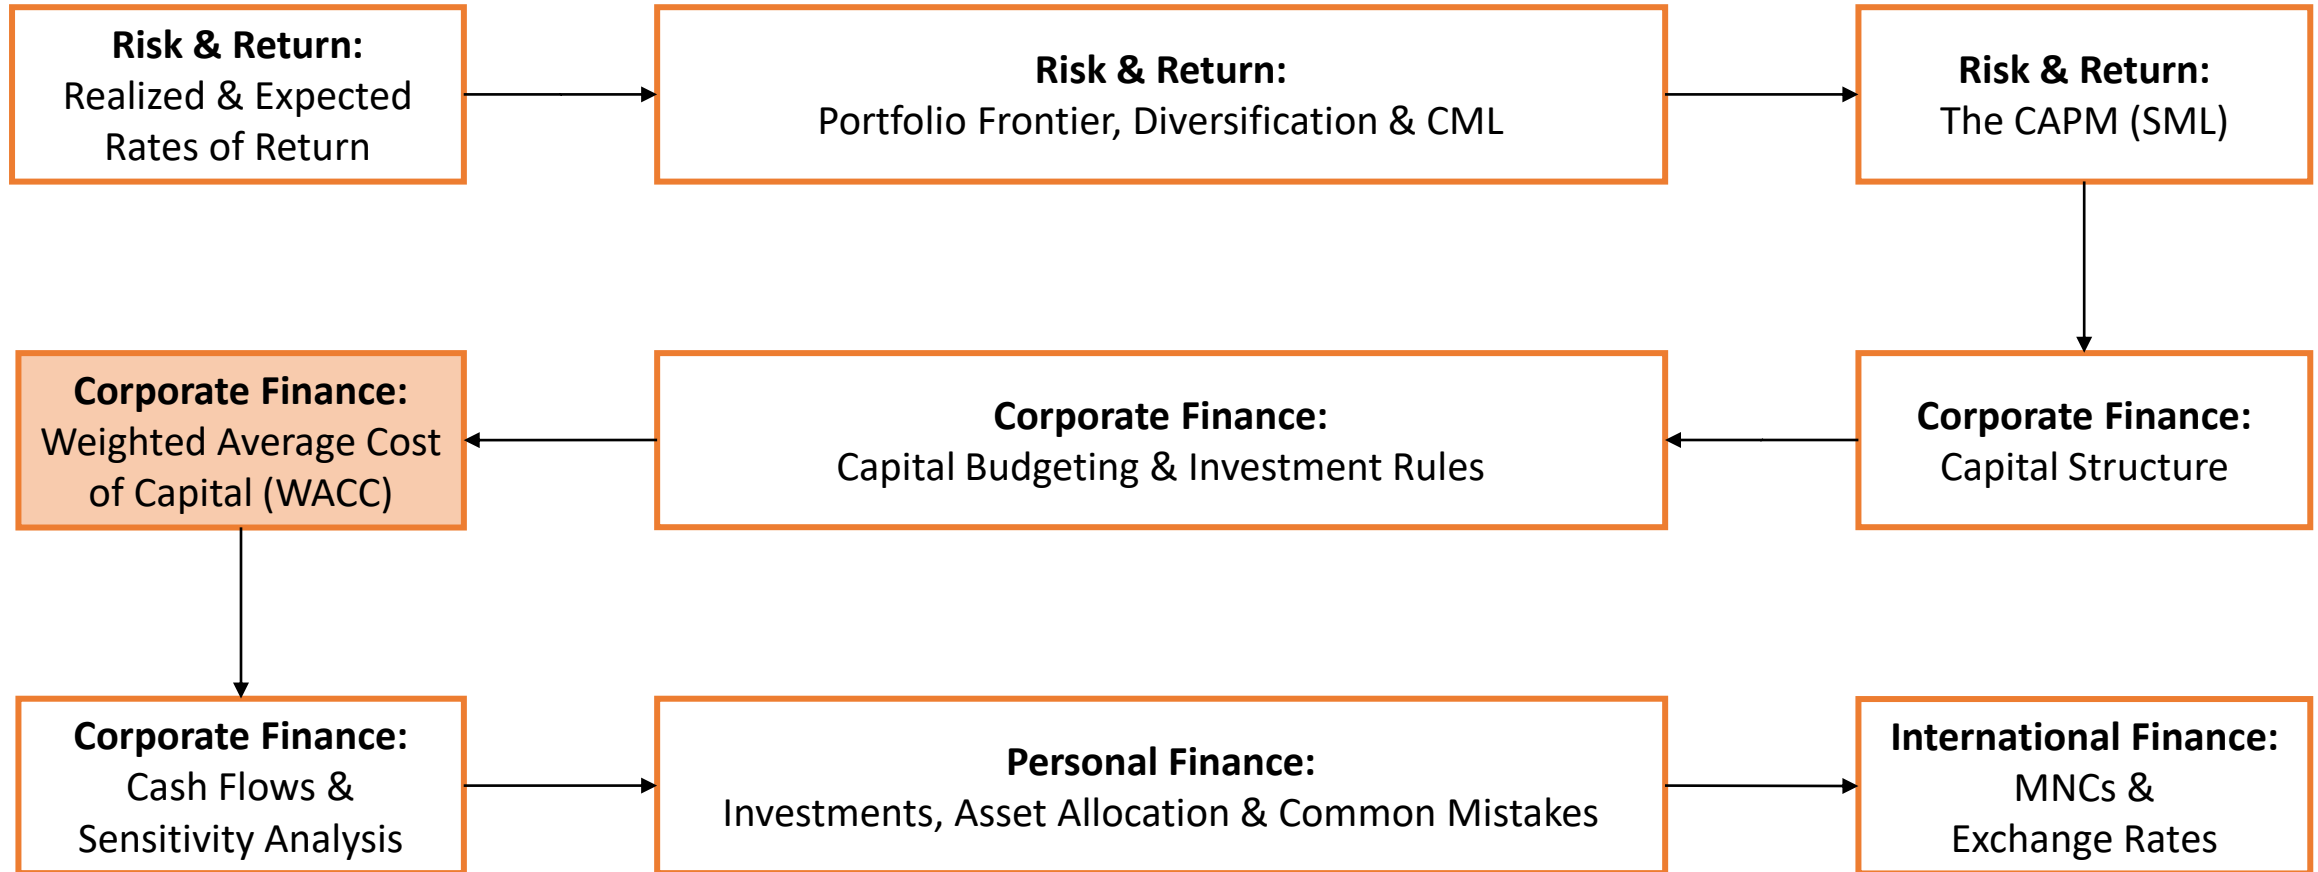 Risk & Return:
Realized & Expected
Rates of Return
Risk & Return:
Portfolio Frontier, Diversification & CML
Risk & Return:
The CAPM (SML)
Corporate Finance:
Weighted Average Cost
of Capital (WACC)
Corporate Finance:
Capital Budgeting & Investment Rules
Corporate Finance:
Capital Structure
Corporate Finance:
Cash Flows &
Sensitivity Analysis
Personal Finance:
Investments, Asset Allocation & Common Mistakes
International Finance:
MNCs &
Exchange Rates